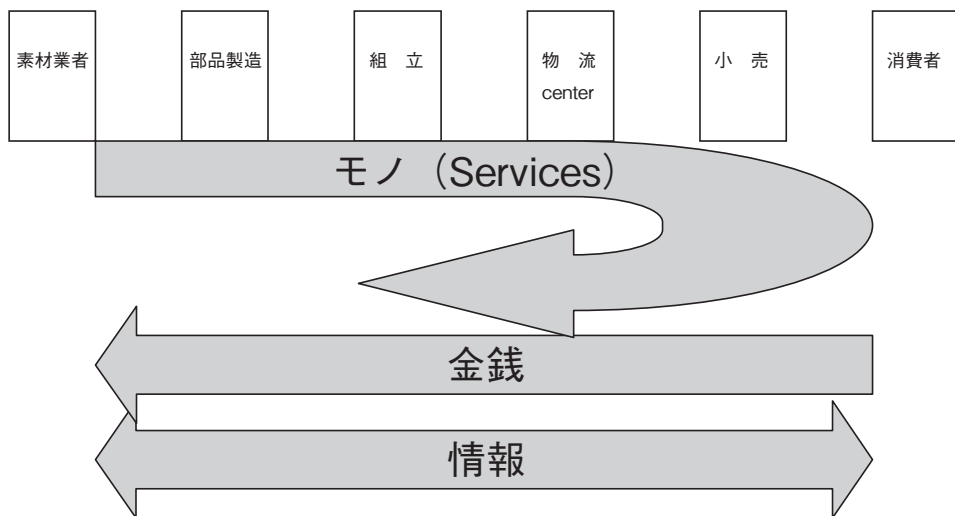 素材業者
部品製造
組　立
物　流
center
小　売
消費者
モノ（Services）
金銭
情報